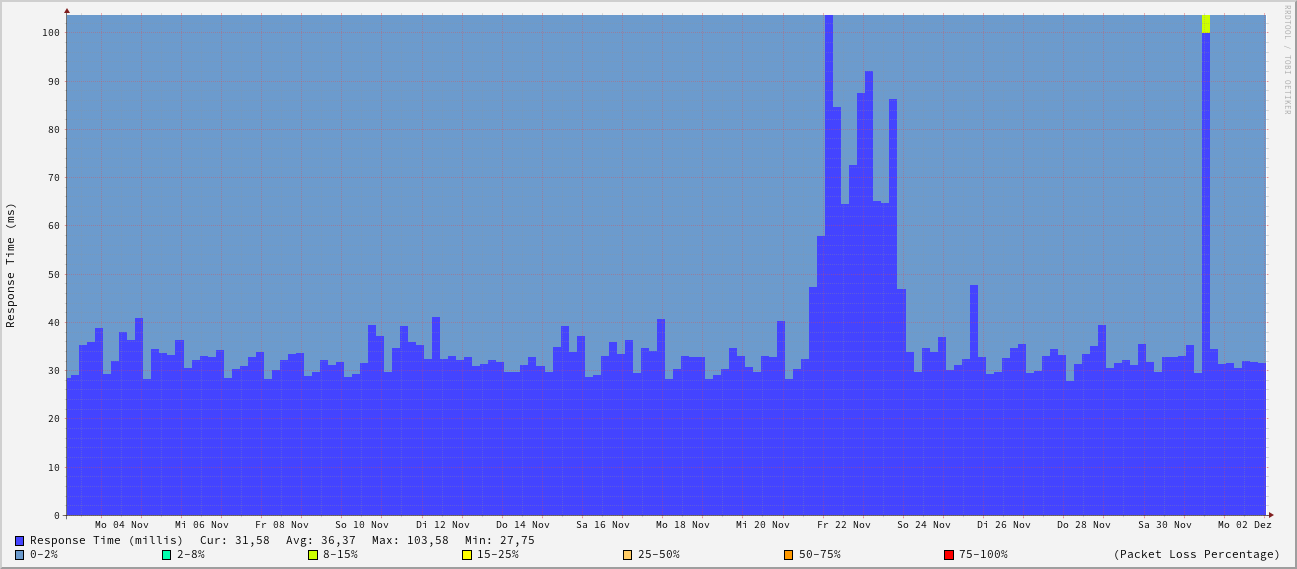 RRDTOOL / TOBI OETIKER
Response Time (ms)
100
90
80
70
60
50
40
30
20
10
0
Mo 04 Nov Mi 06 Nov Fr 08 Nov So 10 Nov Di 12 Nov Do 14 Nov Sa 16 Nov Mo 18 Nov Mi 20 Nov Fr 22 Nov So 24 Nov Di 26 Nov Do 28 Nov Sa 30 Nov Mo 02 Dez
Response Time (millis) Cur: 31,58 Avg: 36,37 Max: 103,58 Min: 27,75
0-2% 2-8% 8-15% 15-25% 25-50% 50-75% 75-100% (Packet Loss Percentage)